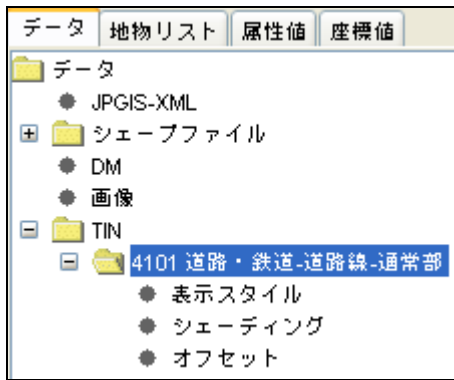 データ 地物リスト 属性値 座標値
データ
JPGIS-XML
シェープファイル
DM
画像
TIN
4101 道路・鉄道-道路線-通常部
表示スタイル
シェーディング
オフセット